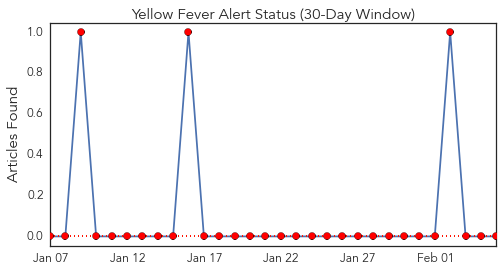 Yellow Fever Alert Status (30-Day Window)
Articles Found
1.0
0.8
0.6
0.4
0.2
0.0
Jan 07 Jan 12 Jan 17 Jan 22 Jan 27 Feb 01